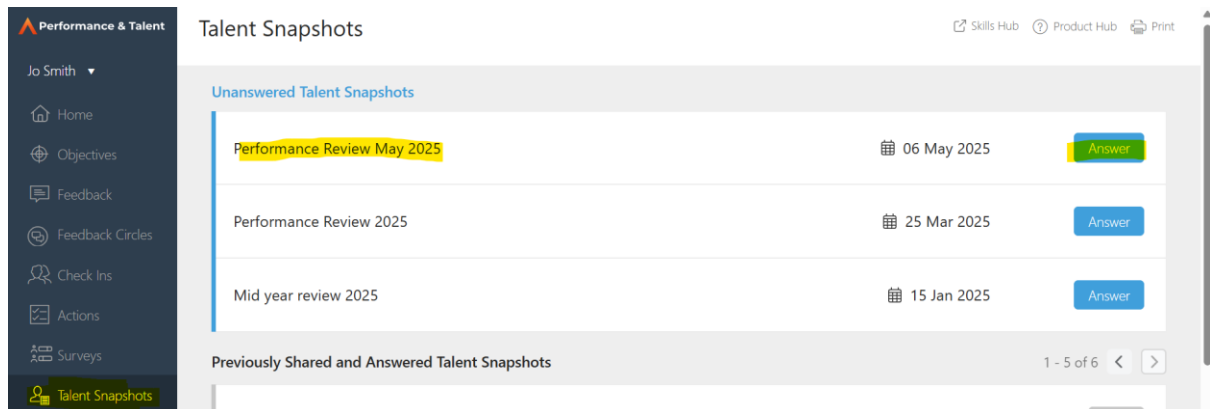 Performance & Talent
Jo Smith
Home
Objectives
Feedback
Feedback Circles
Check Ins
Actions
Surveys
Talent Snapshots
Talent Snapshots
Skills Hub Product Hub Print
Unanswered Talent Snapshots
Performance Review May 2025 06 May 2025 Answer
Performance Review 2025 25 Mar 2025 Answer
Mid year review 2025 15 Jan 2025 Answer
Previously Shared and Answered Talent Snapshots 1 - 5 of 6